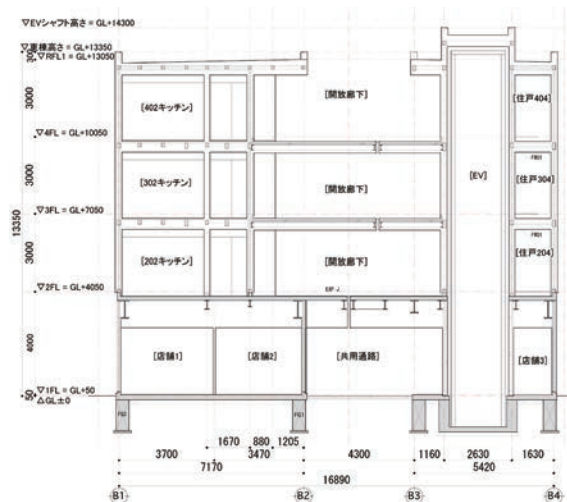 ▽EVシャフト高さ = GL+14300
▽東棟高さ = GL+13350
▽RFL1 = GL+13050
3000
[402キッチン]
[開放廊下]
[住戸404]
▽4FL = GL+10050
3000
[302キッチン]
[開放廊下]
[EV]
[住戸304]
▽3FL = GL+7050
13350
3000
[202キッチン]
[開放廊下]
[住戸204]
EXP.J
▽2FL = GL+4050
4000
[店舗1]
[店舗2]
[共用通路]
[店舗3]
▽1FL = GL+50
50
△GL±0
FG1
1670
880
1205
3700
3470
4300
1160
2630
1630
7170
5420
16890
B1
B2
B3
B4